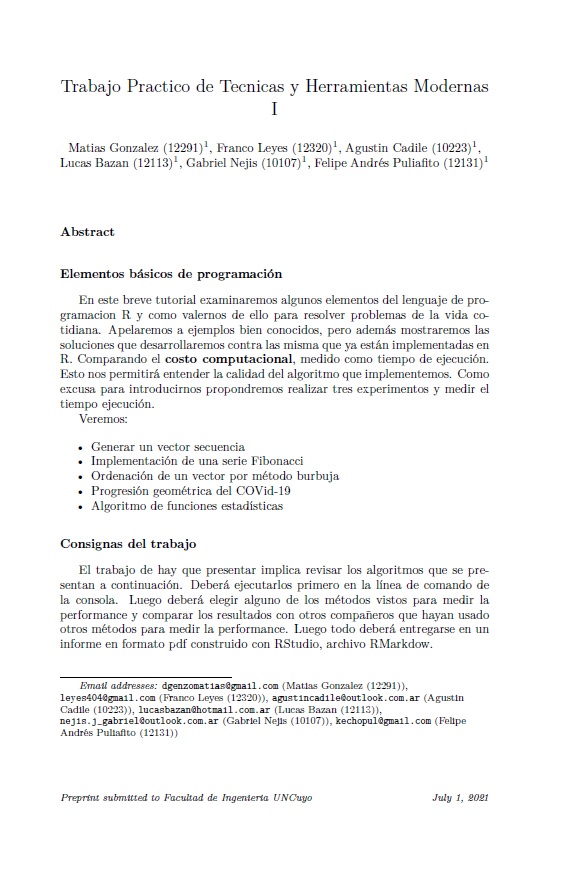 Trabajo Practico de Tecnicas y Herramientas Modernas
I
Matias Gonzalez (12291)¹, Franco Leyes (12320)¹, Agustin Cadile (10223)¹,
Lucas Bazan (12113)¹, Gabriel Nejis (10107)¹, Felipe Andrés Puliafito (12131)¹
Abstract
Elementos básicos de programación
En este breve tutorial examinaremos algunos elementos del lenguaje de pro-
gramacion R y como valernos de ello para resolver problemas de la vida co-
tidiana. Apelaremos a ejemplos bien conocidos, pero además mostraremos las
soluciones que desarrollaremos contra las misma que ya están implementadas en
R. Comparando el costo computacional, medido como tiempo de ejecución.
Esto nos permitirá entender la calidad del algoritmo que implementemos. Como
excusa para introducirnos propondremos realizar tres experimentos y medir el
tiempo ejecución.
Veremos:
• Generar un vector secuencia
• Implementación de una serie Fibonacci
• Ordenación de un vector por método burbuja
• Progresión geométrica del COVid-19
• Algoritmo de funciones estadísticas
Consignas del trabajo
El trabajo de hay que presentar implica revisar los algoritmos que se pre-
sentan a continuación. Deberá ejecutarlos primero en la línea de comando de
la consola. Luego deberá elegir alguno de los métodos vistos para medir la
performance y comparar los resultados con otros compañeros que hayan usado
otros métodos para medir la performance. Luego todo deberá entregarse en un
informe en formato pdf construido con RStudio, archivo RMarkdow.
Email addresses: dgenzomatias@gmail.com (Matias Gonzalez (12291)),
leyes404@gmail.com (Franco Leyes (12320)), agustincadile@outlook.com.ar (Agustin
Cadile (10223)), lucasbazan@hotmail.com.ar (Lucas Bazan (12113)),
nejis.j_gabriel@outlook.com.ar (Gabriel Nejis (10107)), kechopul@gmail.com (Felipe
Andrés Puliafito (12131))
Preprint submitted to Facultad de Ingenieria UNCuyo July 1, 2021